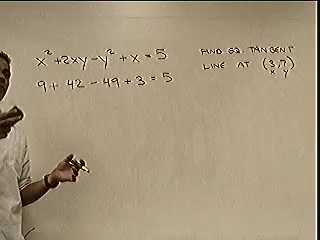 x² + 2xy - y² + x = 5
9 + 42 - 49 + 3 = 5
FIND EQ. TANGENT
LINE AT (3,7)
x y